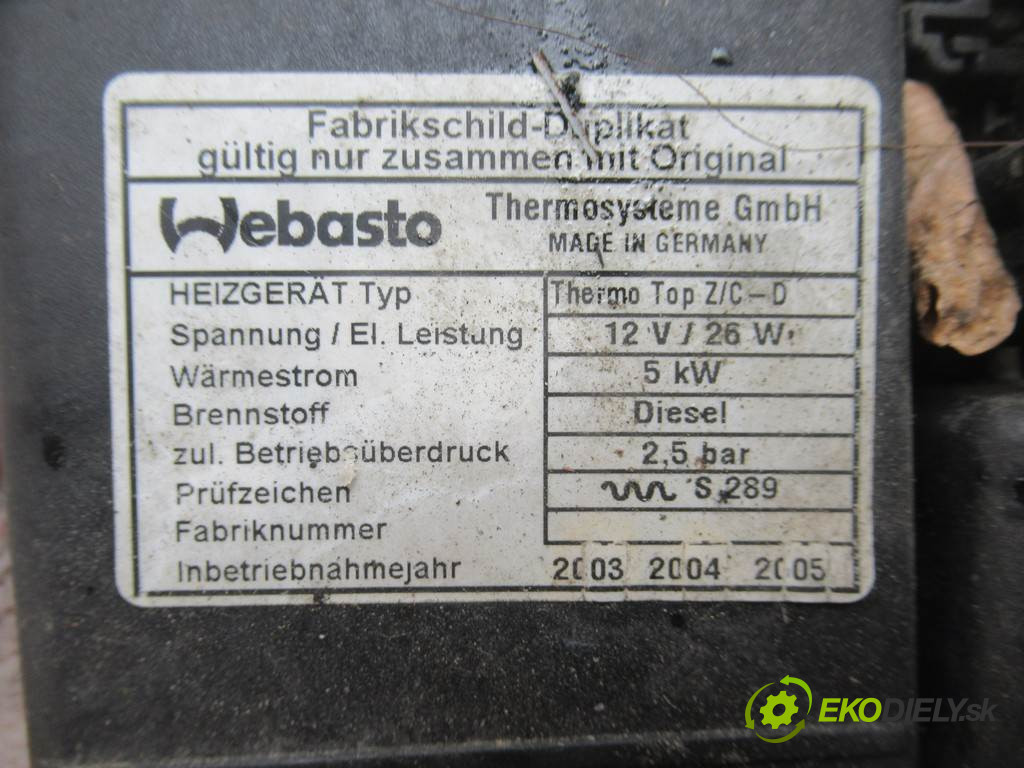 Fabrikschild-Duplikat
gültig nur zusammen mit Original
Webasto Thermosysteme GmbH
MADE IN GERMANY
HEIZGERÄT Typ Thermo Top Z/C-D
Spannung / El. Leistung 12 V / 26 W
Wärmestrom 5 kW
Brennstoff Diesel
zul. Betriebsüberdruck 2,5 bar
Prüfzeichen S 289
Fabriknummer
Inbetriebnahmejahr 2003 2004 2005
EKODIELY.sk